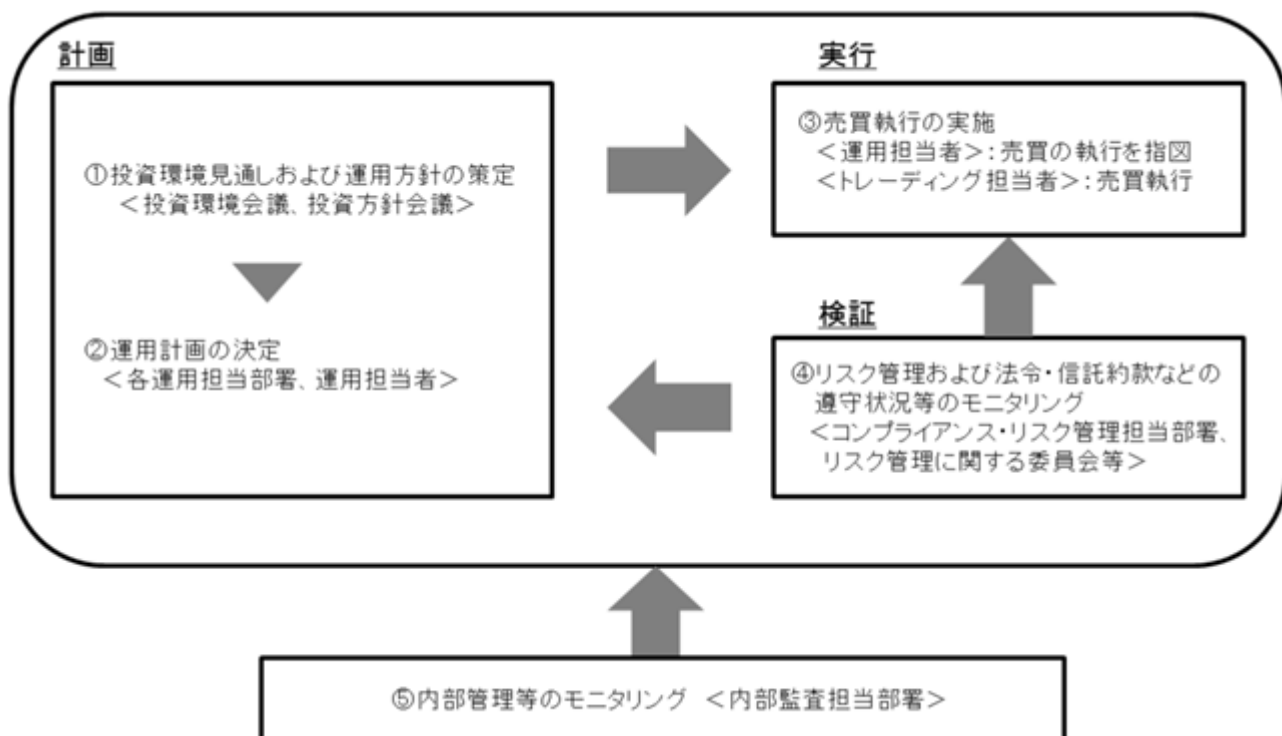 計画
①投資環境見通しおよび運用方針の策定
＜投資環境会議、投資方針会議＞
②運用計画の決定
＜各運用担当部署、運用担当者＞
実行
③売買執行の実施
＜運用担当者＞：売買の執行を指図
＜トレーディング担当者＞：売買執行
検証
④リスク管理および法令・信託約款などの
遵守状況等のモニタリング
＜コンプライアンス・リスク管理担当部署、
リスク管理に関する委員会等＞
⑤内部管理等のモニタリング ＜内部監査担当部署＞